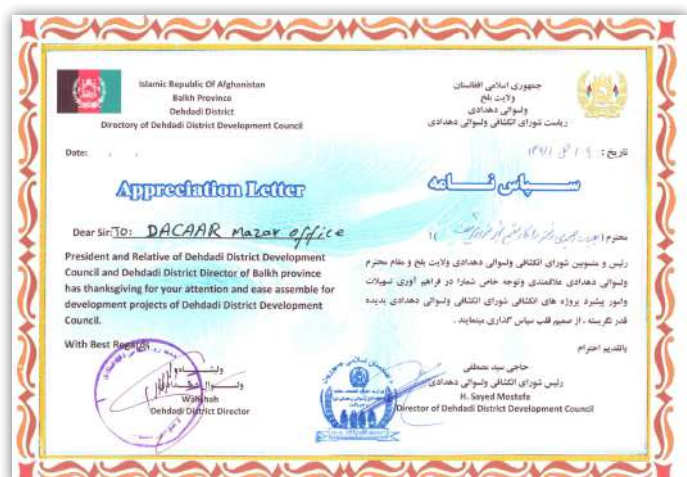 Islamic Republic Of Afghanistan
Balkh Province
Dehdadi District
Directory of Dehdadi District Development Council
Date:
Appreciation Letter
Dear Sir: TO: DACAAR Mazar office
President and Relative of Dehdadi District Development
Council and Dehdadi District Director of Balkh province
has thanksgiving for your attention and ease assemble for
development projects of Dehdadi District Development
Council.
With Best Regards
ولسوال دهدادی
Dehdadi District Director
جمهوری اسلامی افغانستان
ولایت بلخ
ولسوالی دهدادی
ریاست شورای انکشافی ولسوالی دهدادی
تاریخ :
سپاس نامه
محترم
رئیس و منسوبین شورای انکشافی ولسوالی دهدادی ولایت بلخ و مقام محترم
ولسوالی دهدادی علاقمندی وتوجه خاص شمارا در فراهم آوری تسهیلات
وامور پیشبرد پروژه های انکشافی شورای انکشافی ولسوالی دهدادی بدیده
قدر نگریسته ، از صمیم قلب سپاس گذاری مینمایند .
باتقدیم احترام
حاجی سید مصطفی
رئیس شورای انکشافی ولسوالی دهدادی
H. Sayed Mostafa
Director of Dehdadi District Development Council